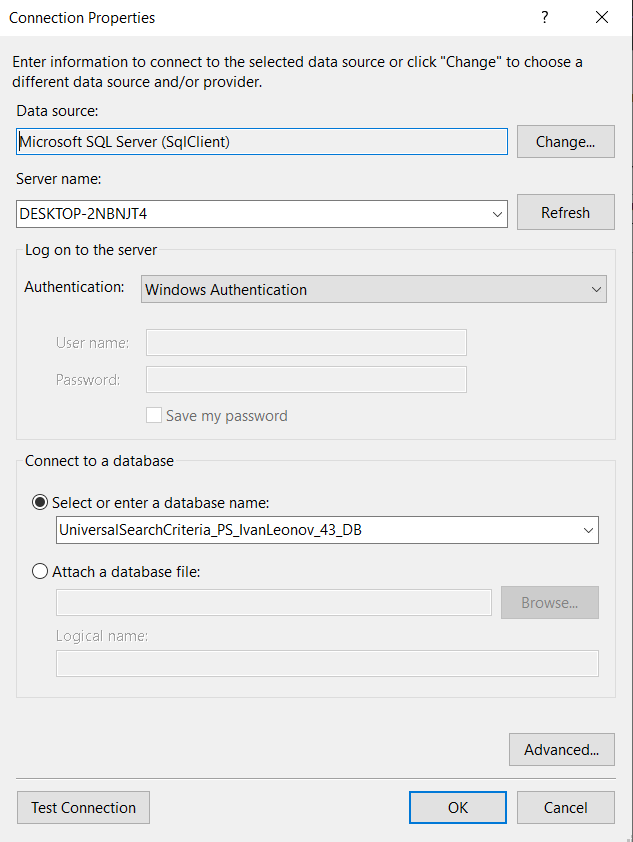 Connection Properties
?
Enter information to connect to the selected data source or click "Change" to choose a
different data source and/or provider.
Data source:
Microsoft SQL Server (SqlClient)
Change...
Server name:
DESKTOP-2NBNJT4
Refresh
Log on to the server
Authentication:
Windows Authentication
User name:
Password:
Save my password
Connect to a database
Select or enter a database name:
UniversalSearchCriteria_PS_IvanLeonov_43_DB
Attach a database file:
Browse...
Logical name:
Advanced...
Test Connection
OK
Cancel